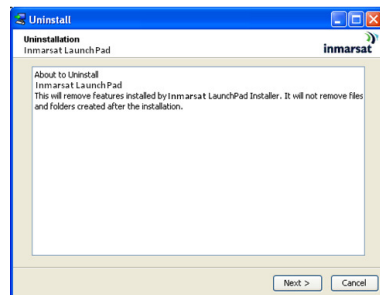 Uninstall
Uninstallation
Inmarsat LaunchPad
inmarsat
About to Uninstall
Inmarsat LaunchPad
This will remove features installed by Inmarsat LaunchPad Installer. It will not remove files
and folders created after the installation.
Next >
Cancel